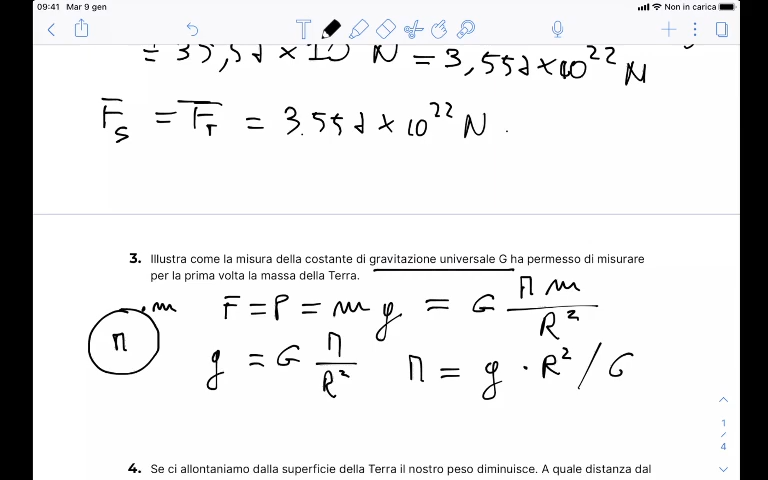 09:41 Mar 9 gen
Non in carica
T
= 35,52 × 10 N = 3,552 × 10²² N
F̄s = F̄T = 3.552 × 10²² N.
3. Illustra come la misura della costante di gravitazione universale G ha permesso di misurare
per la prima volta la massa della Terra.
M
m
F = P = m g = G M m / R²
g = G M / R²
M = g · R² / G
1
/
4
4. Se ci allontaniamo dalla superficie della Terra il nostro peso diminuisce. A quale distanza dal